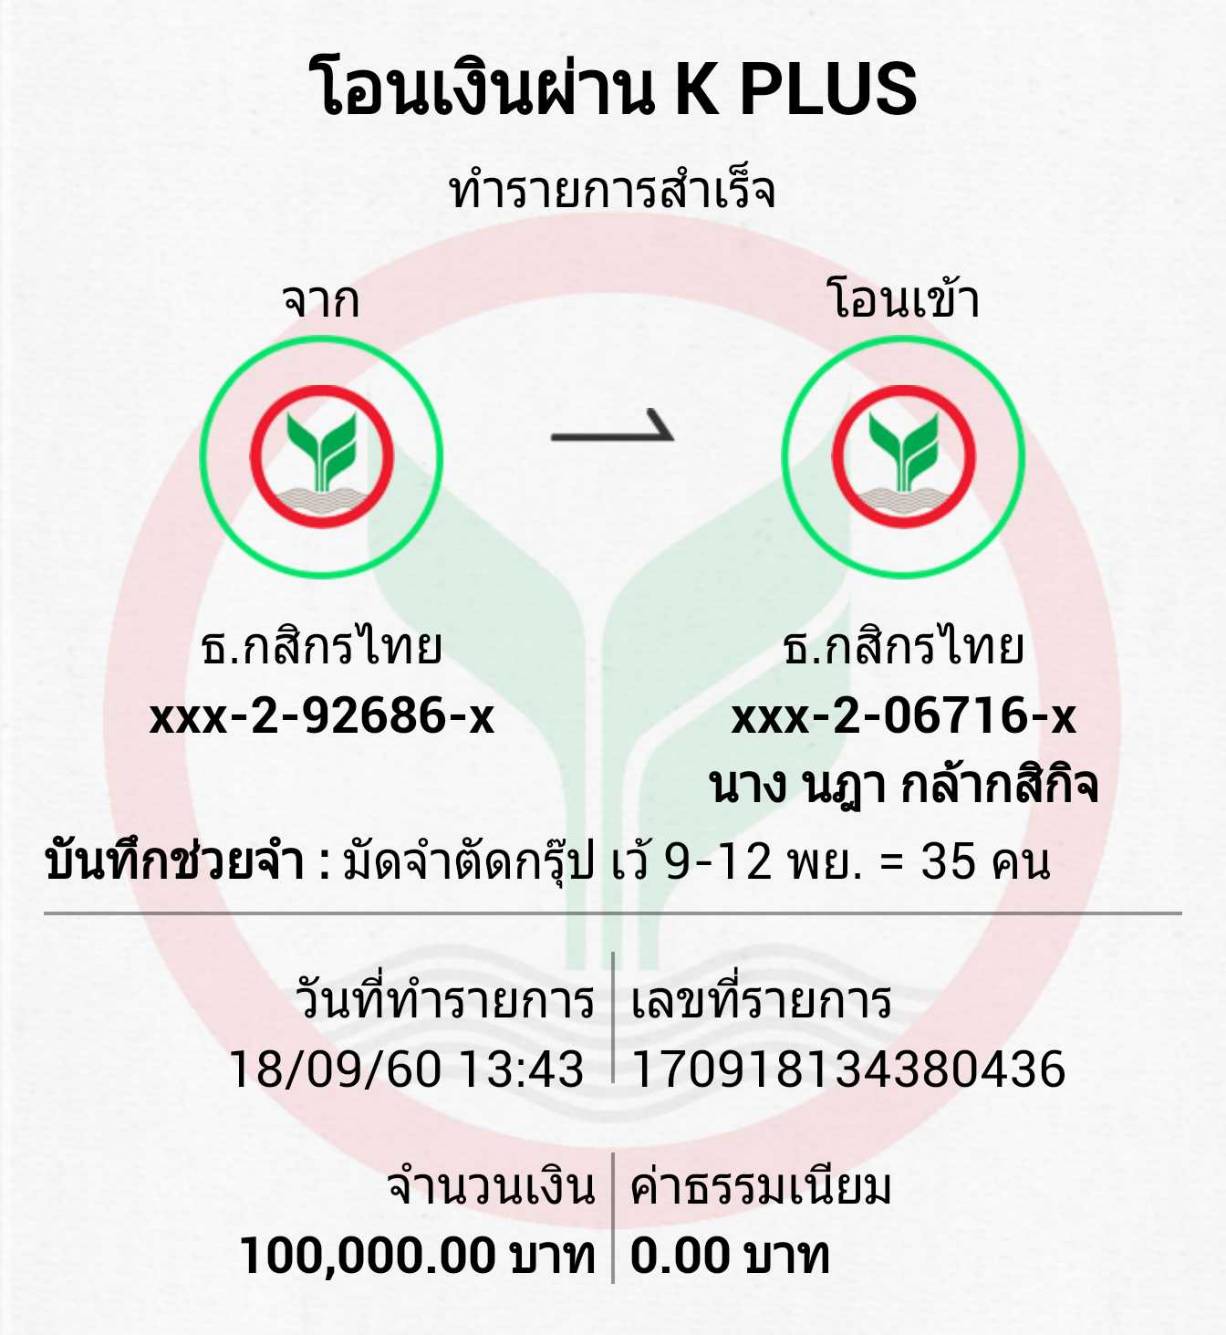 โอนเงินผ่าน K PLUS
ทำรายการสำเร็จ
จาก
โอนเข้า
ธ.กสิกรไทย
xxx-2-92686-x
ธ.กสิกรไทย
xxx-2-06716-x
นาง นฎา กล้ากสิกิจ
บันทึกช่วยจำ : มัดจำตัดกรุ๊ป เว้ 9-12 พย. = 35 คน
วันที่ทำรายการ
18/09/60 13:43
เลขที่รายการ
170918134380436
จำนวนเงิน
100,000.00 บาท
ค่าธรรมเนียม
0.00 บาท